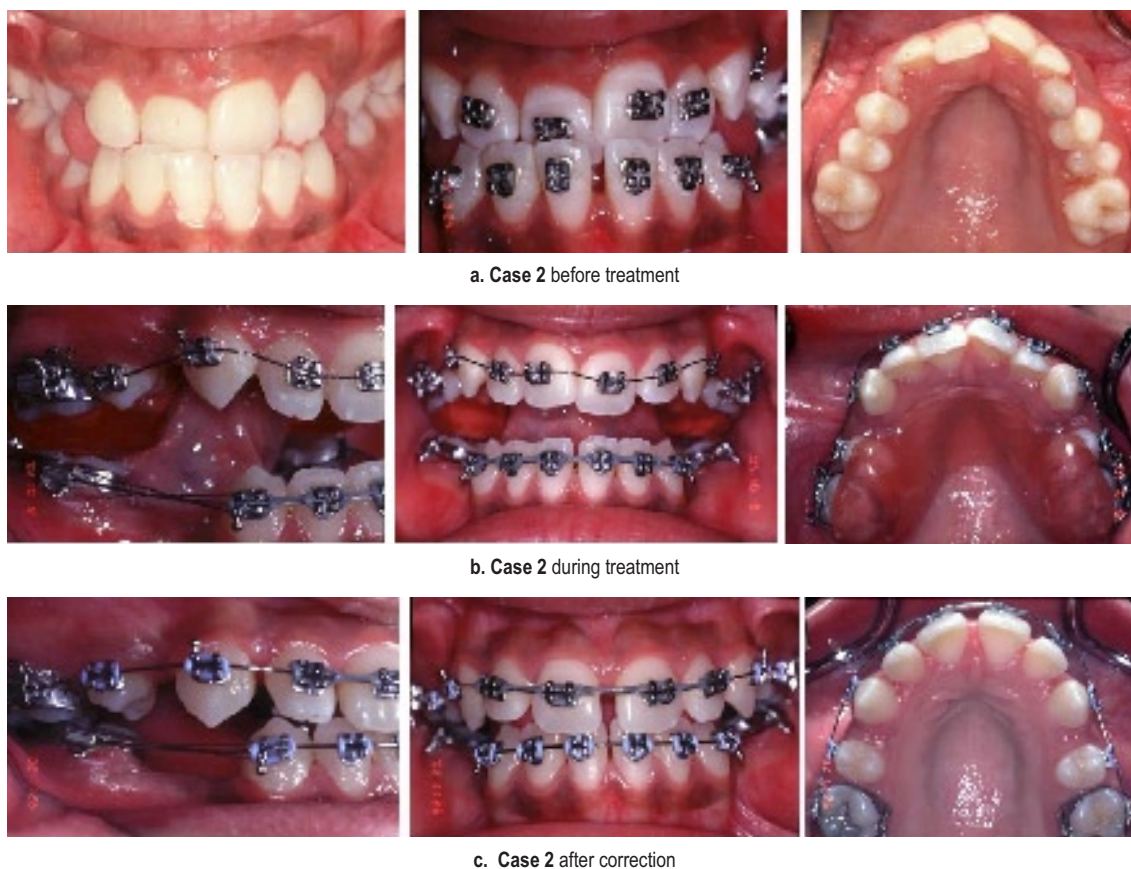 a. Case 2 before treatment
b. Case 2 during treatment
c. Case 2 after correction